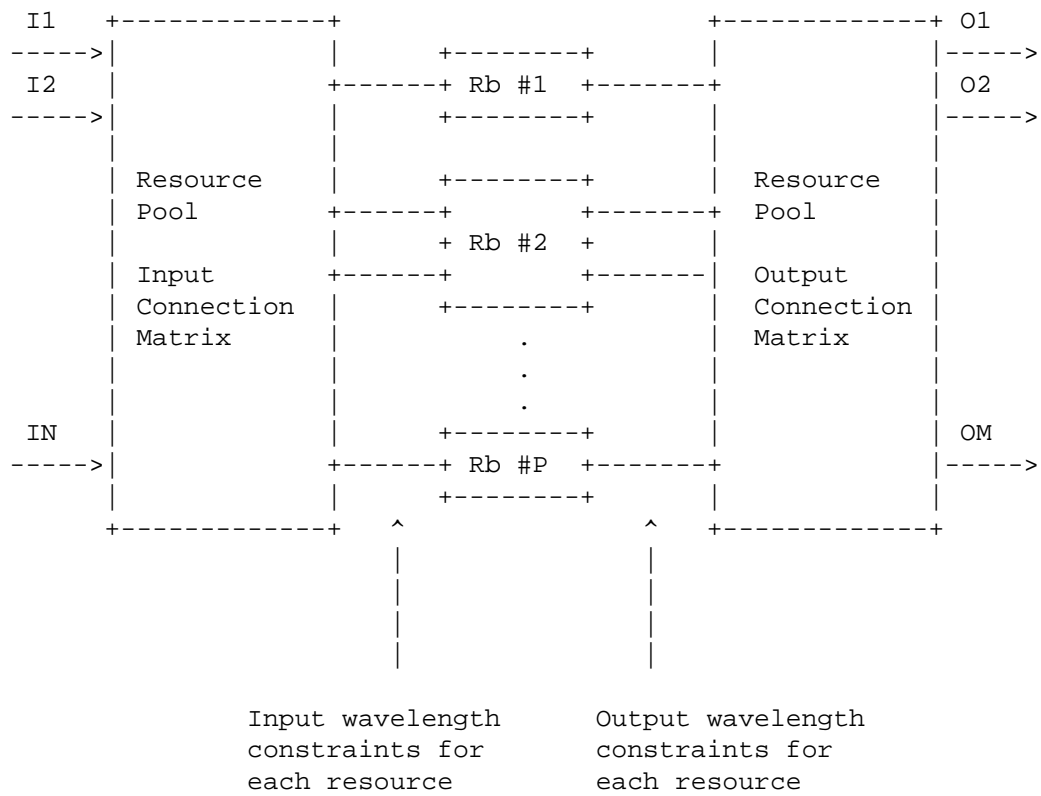 I1 O1
Rb #1
I2 O2
Resource Resource
Pool Pool
Rb #2
Input Output
Connection Connection
Matrix Matrix
IN OM
Rb #P
Input wavelength Output wavelength
constraints for constraints for
each resource each resource